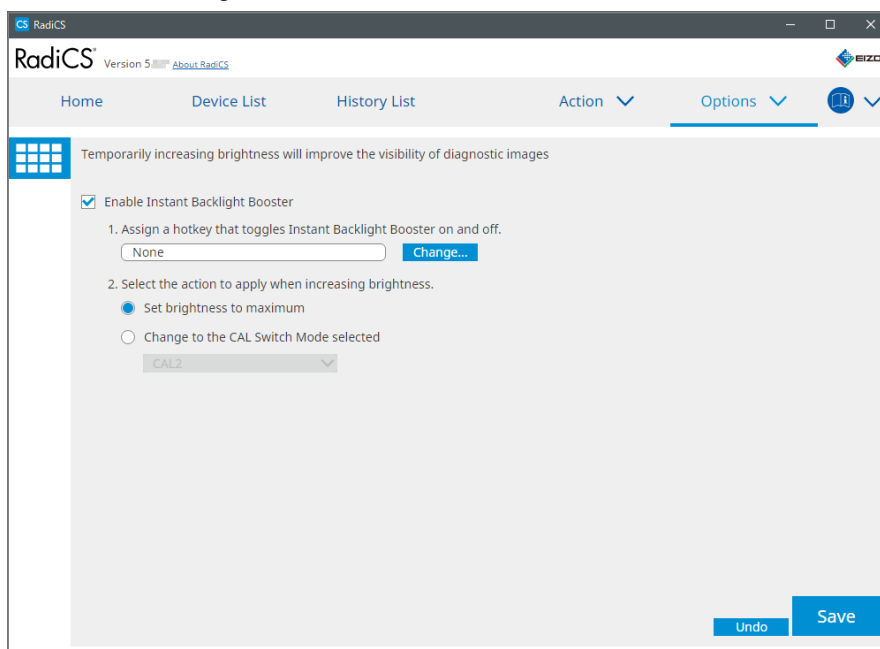 CS RadiCS
RadiCS® Version 5. About RadiCS EIZO
Home Device List History List Action Options
Temporarily increasing brightness will improve the visibility of diagnostic images
Enable Instant Backlight Booster
1. Assign a hotkey that toggles Instant Backlight Booster on and off.
None Change...
2. Select the action to apply when increasing brightness.
Set brightness to maximum
Change to the CAL Switch Mode selected
CAL2
Undo Save